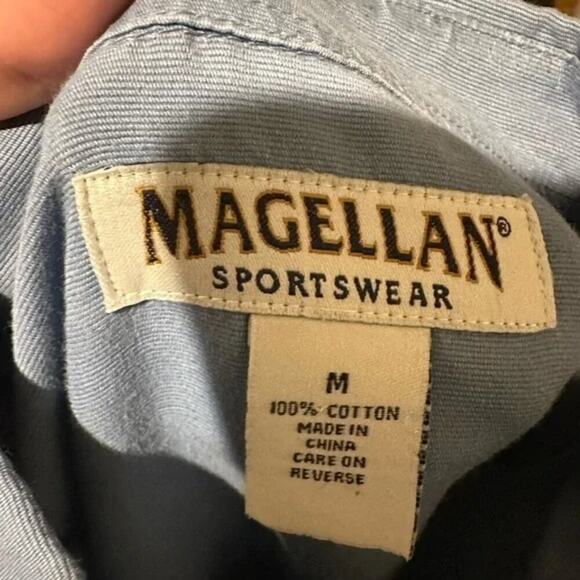 MAGELLAN®
SPORTSWEAR
M
100% COTTON
MADE IN
CHINA
CARE ON
REVERSE